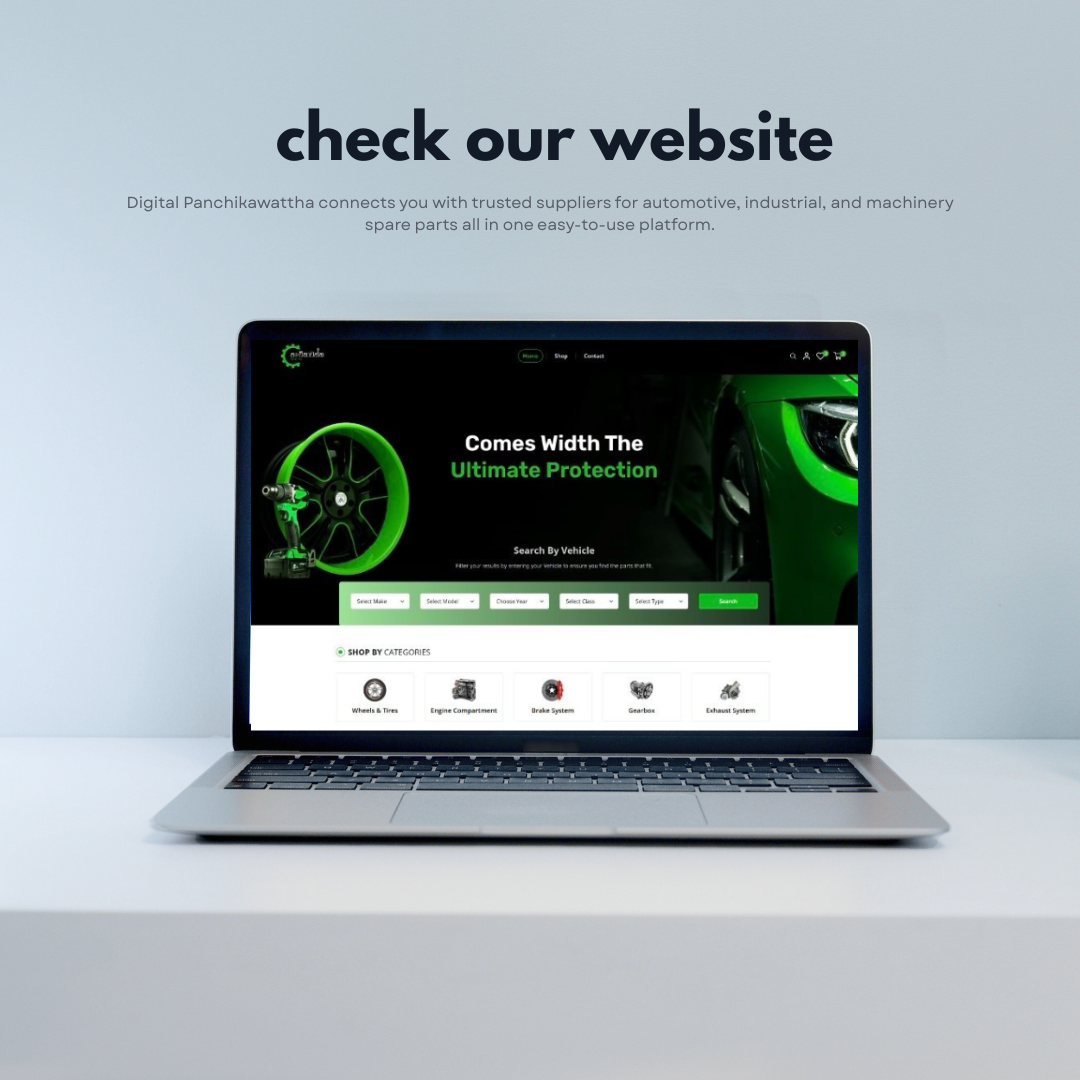 check our website
Digital Panchikawattha connects you with trusted suppliers for automotive, industrial, and machinery
spare parts all in one easy-to-use platform.
Home
Shop
Contact
Comes Width The
Ultimate Protection
Search By Vehicle
Filter your results by entering your Vehicle to ensure you find the parts that fit.
Select Make
Select Model
Choose Year
Select Class
Select Type
Search
SHOP BY CATEGORIES
Wheels & Tires
Engine Compartment
Brake System
Gearbox
Exhaust System